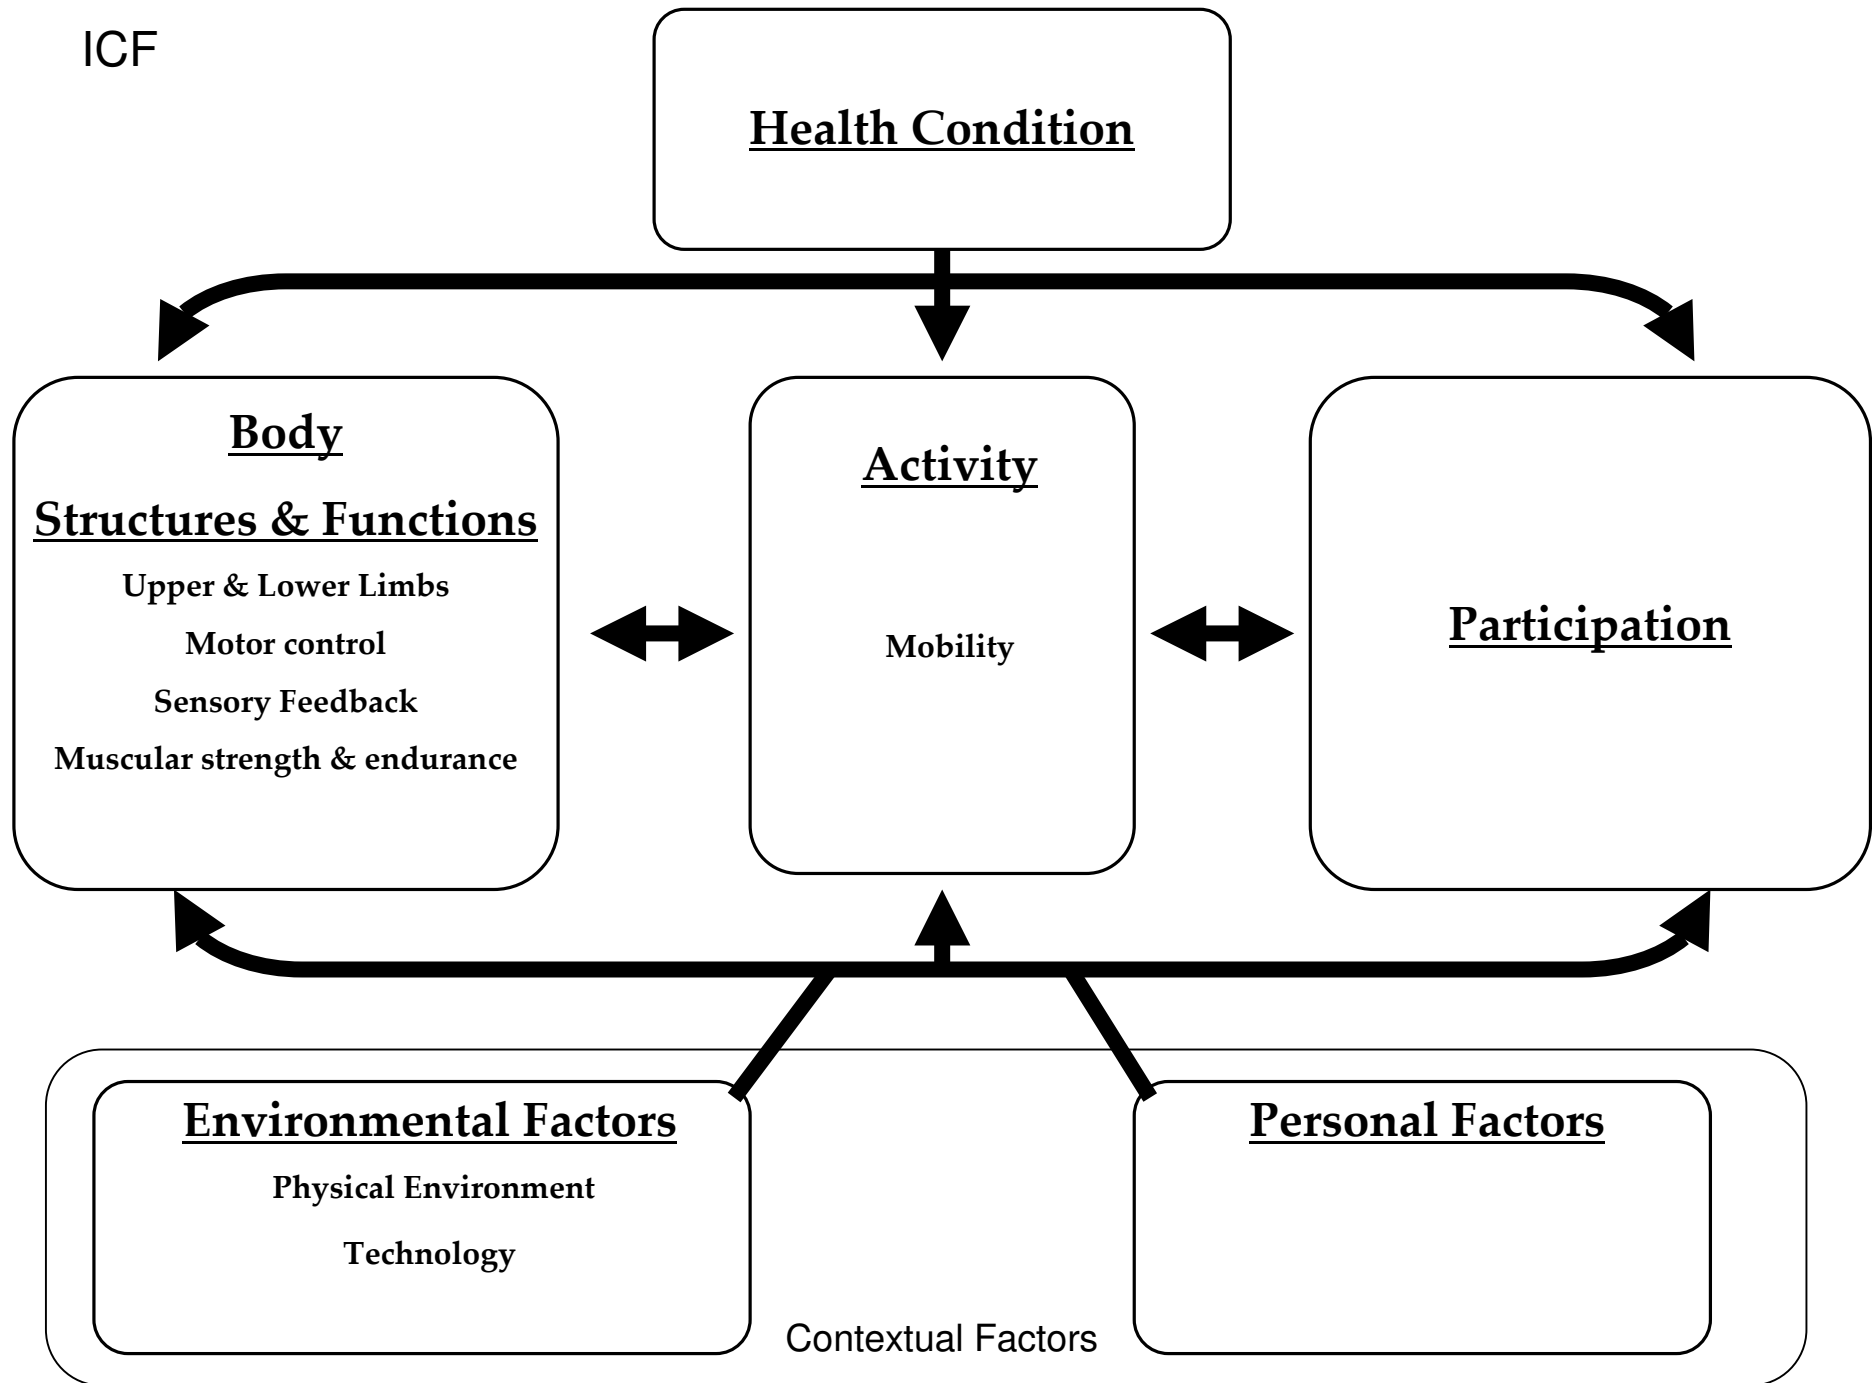 ICF
Health Condition
Body
Structures & Functions
Upper & Lower Limbs
Motor control
Sensory Feedback
Muscular strength & endurance
Activity
Mobility
Participation
Environmental Factors
Physical Environment
Technology
Personal Factors
Contextual Factors